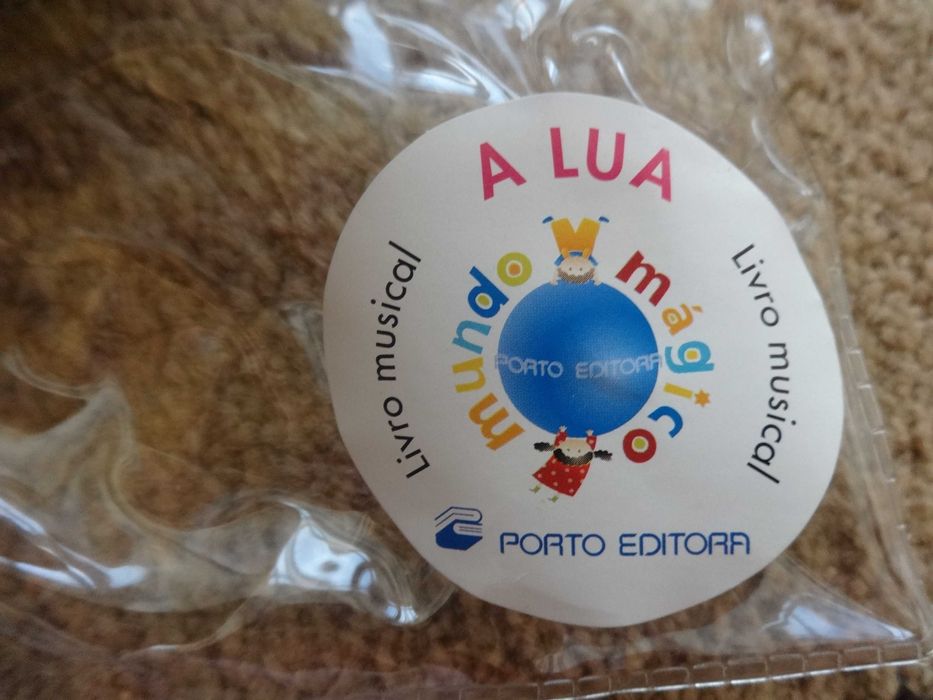 A LUA
Livro musical
mundo mágico
PORTO EDITORA
Livro musical
PORTO EDITORA